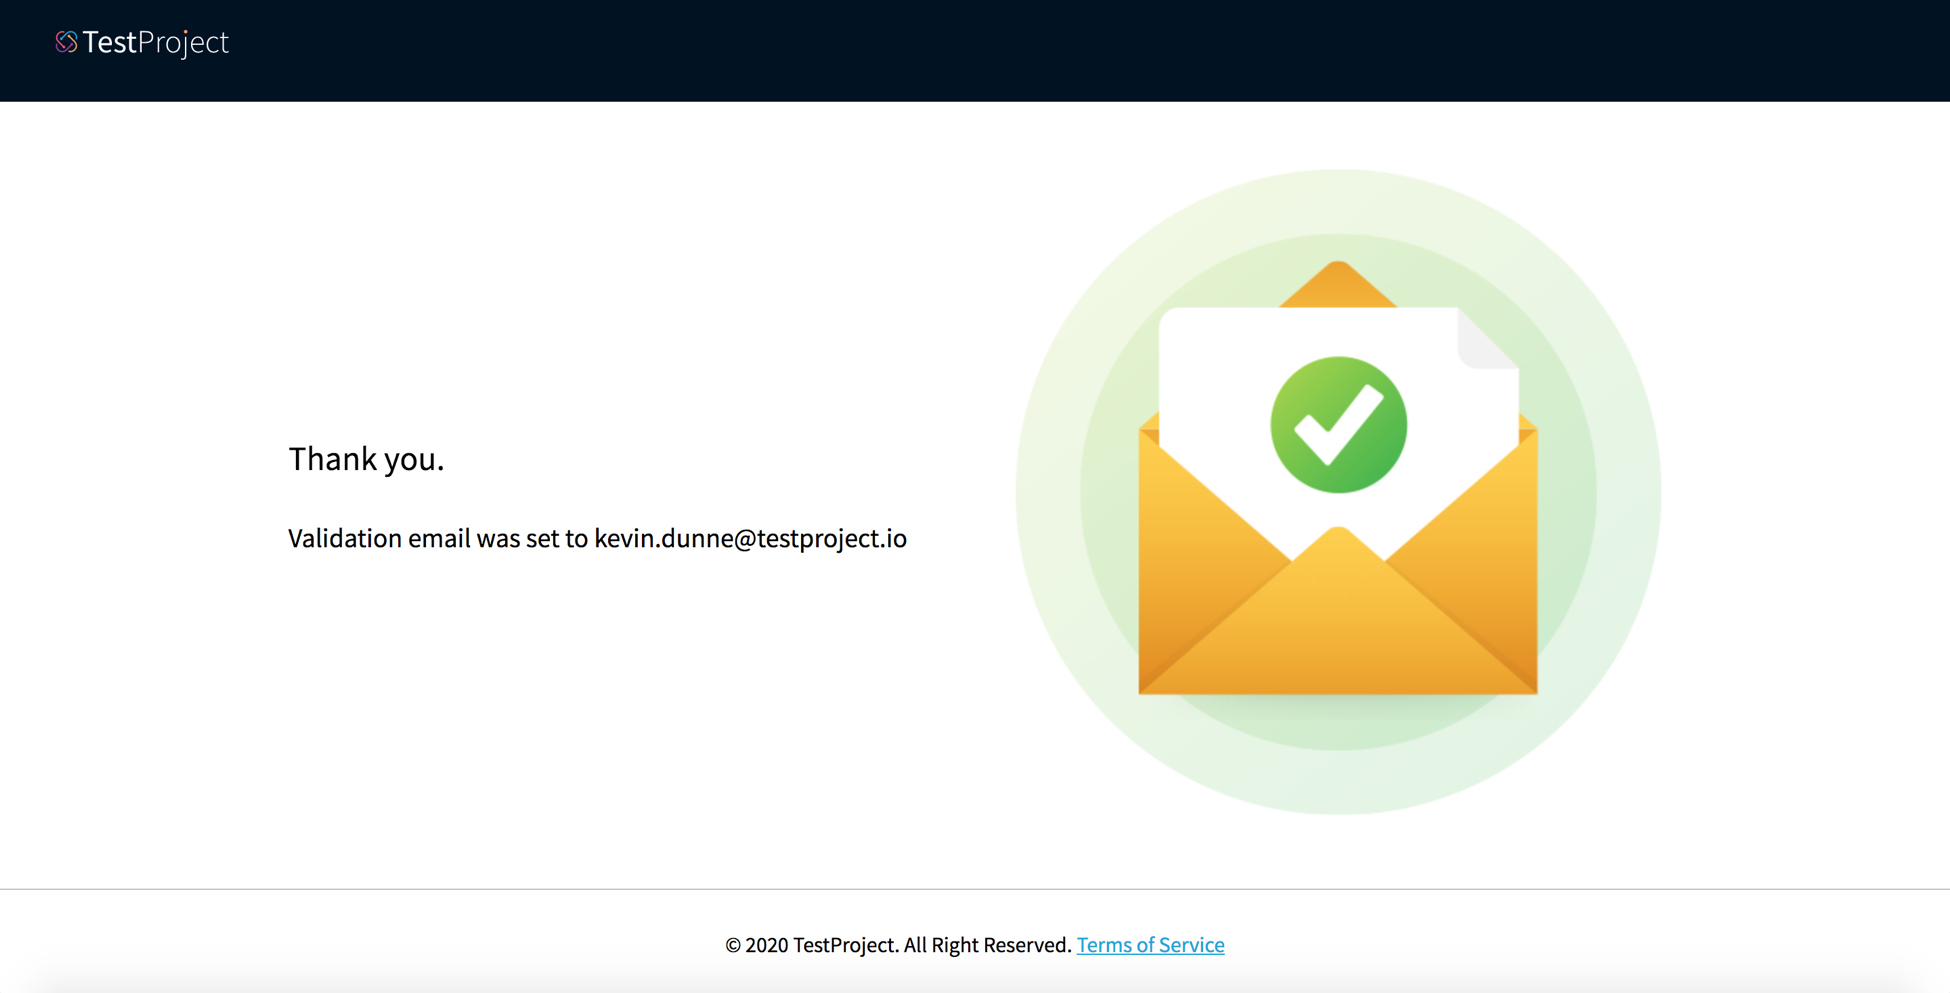 TestProject
Thank you.
Validation email was set to kevin.dunne@testproject.io
© 2020 TestProject. All Right Reserved. Terms of Service